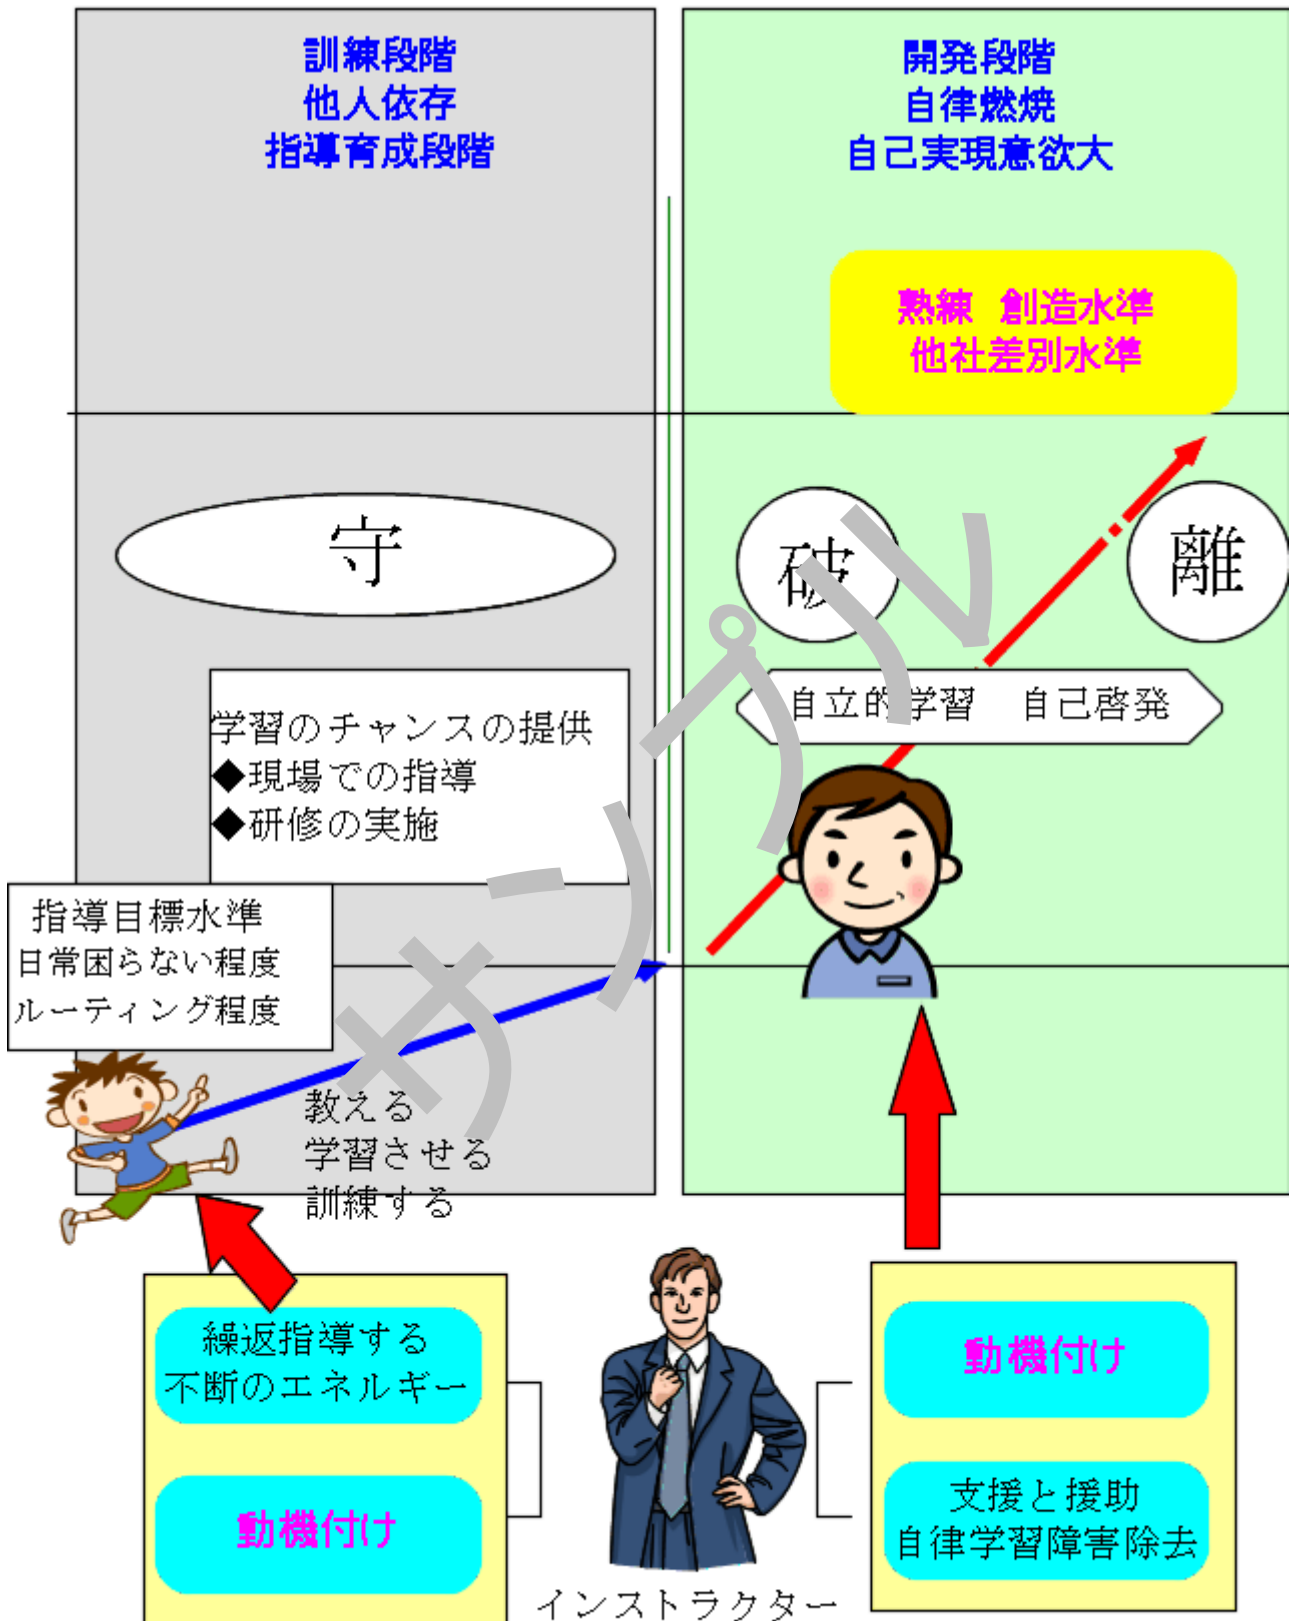 訓練段階
他人依存
指導育成段階
開発段階
自律燃焼
自己実現意欲大
熟練 創造水準
他社差別水準
守
破
離
学習のチャンスの提供
◆現場での指導
◆研修の実施
自立的学習 自己啓発
指導目標水準
日常困らない程度
ルーティング程度
教える
学習させる
訓練する
サンプル
繰返指導する
不断のエネルギー
動機付け
動機付け
支援と援助
自律学習障害除去
インストラクター